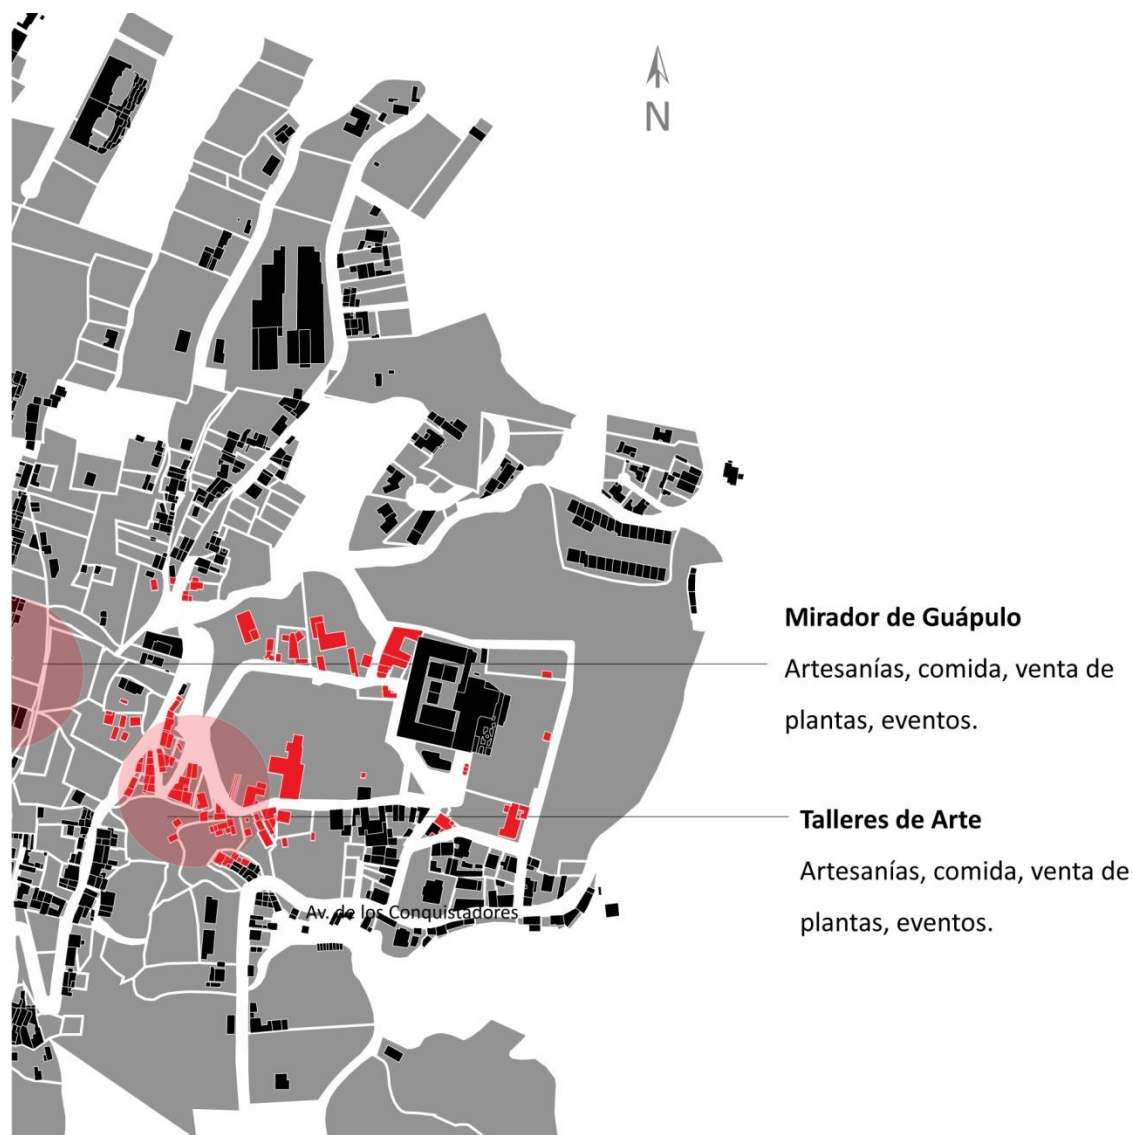 N
Mirador de Guápulo
Artesanías, comida, venta de
plantas, eventos.
Talleres de Arte
Artesanías, comida, venta de
plantas, eventos.
Av. de los Conquistadores